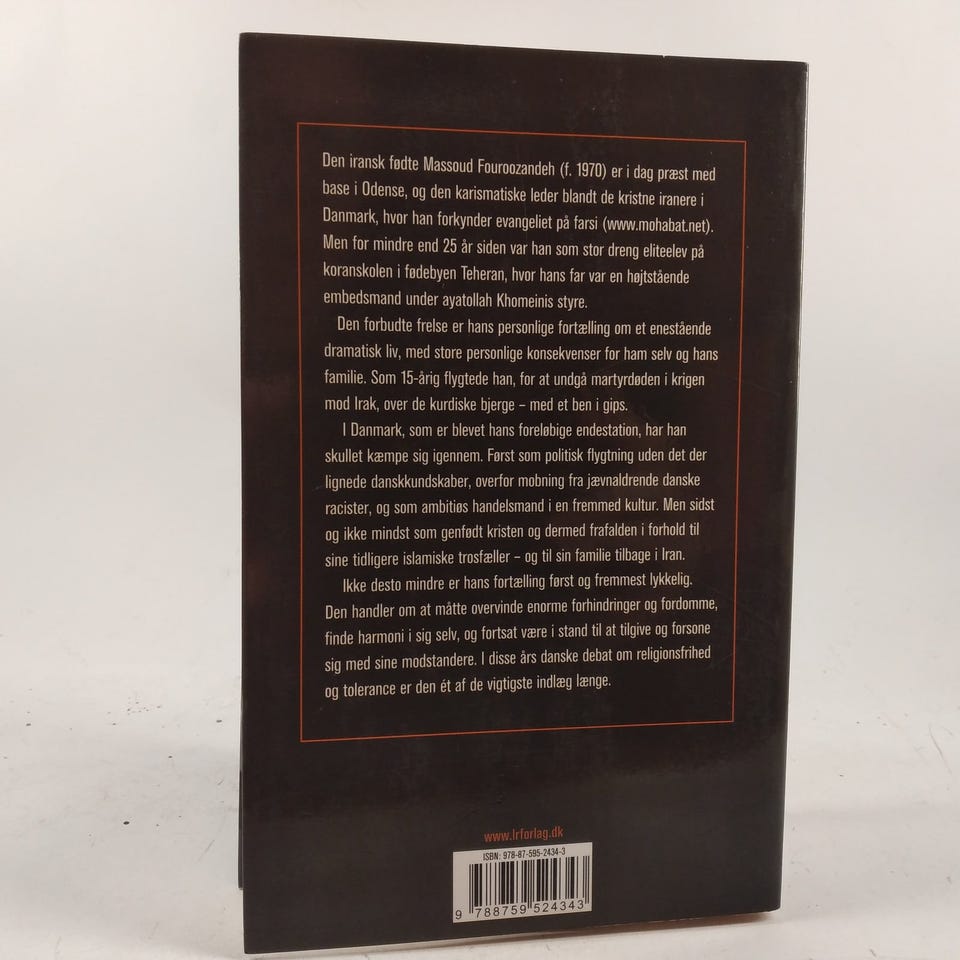 Den iransk fødte Massoud Fouroozandeh (f. 1970) er i dag præst med
base i Odense, og den karismatiske leder blandt de kristne iranere i
Danmark, hvor han forkynder evangeliet på farsi (www.mohabat.net).
Men for mindre end 25 år siden var han som stor dreng eliteelev på
koranskolen i fødebyen Teheran, hvor hans far var en højtstående
embedsmand under ayatollah Khomeinis styre.
Den forbudte frelse er hans personlige fortælling om et enestående
dramatisk liv, med store personlige konsekvenser for ham selv og hans
familie. Som 15-årig flygtede han, for at undgå martyrdøden i krigen
mod Irak, over de kurdiske bjerge – med et ben i gips.
I Danmark, som er blevet hans foreløbige endestation, har han
skullet kæmpe sig igennem. Først som politisk flygtning uden det der
lignede danskkundskaber, overfor mobning fra jævnaldrende danske
racister, og som ambitiøs handelsmand i en fremmed kultur. Men sidst
og ikke mindst som genfødt kristen og dermed frafalden i forhold til
sine tidligere islamiske trosfæller – og til sin familie tilbage i Iran.
Ikke desto mindre er hans fortælling først og fremmest lykkelig.
Den handler om at måtte overvinde enorme forhindringer og fordomme,
finde harmoni i sig selv, og fortsat være i stand til at tilgive og forsone
sig med sine modstandere. I disse års danske debat om religionsfrihed
og tolerance er den ét af de vigtigste indlæg længe.
www.lrforlag.dk
ISBN: 978-87-595-2434-3
9 788759 524343